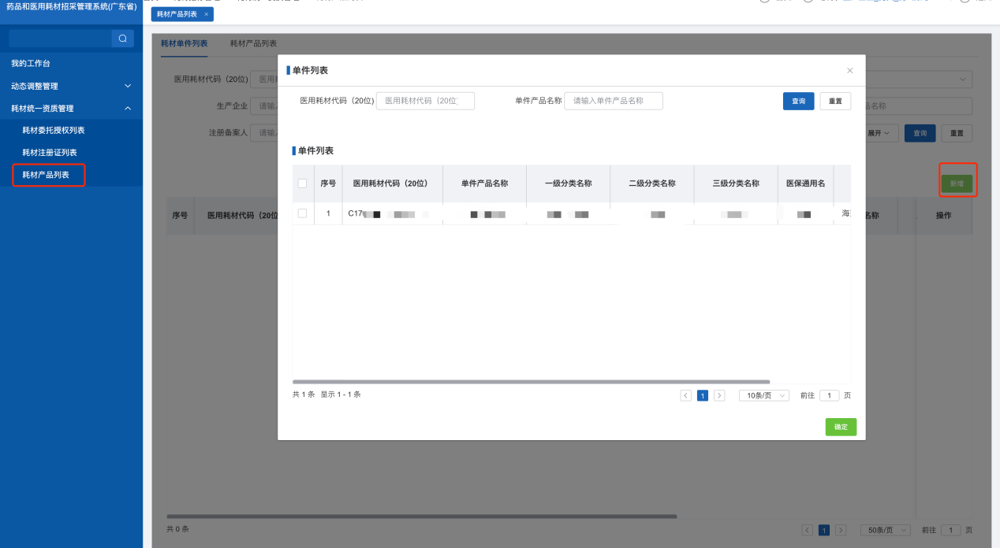 药品和医用耗材招采管理系统(广东省)
耗材产品列表 ×
我的工作台
动态调整管理
耗材统一资质管理
耗材委托授权列表
耗材注册证列表
耗材产品列表
耗材单件列表 耗材产品列表
医用耗材代码（20位） 医用
生产企业 请输 品名称
注册备案人 请输 展开 查询 重置
新增
序号 医用耗材代码（20位 名称 操作
共 0 条 1 50条/页 前往 1 页
单件列表 ×
医用耗材代码（20位) 医用耗材代码（20位 单件产品名称 请输入单件产品名称 查询 重置
单件列表
序号 医用耗材代码（20位） 单件产品名称 一级分类名称 二级分类名称 三级分类名称 医保通用名
1 C17 海
共 1 条 显示 1 - 1 条 1 10条/页 前往 1 页
确定